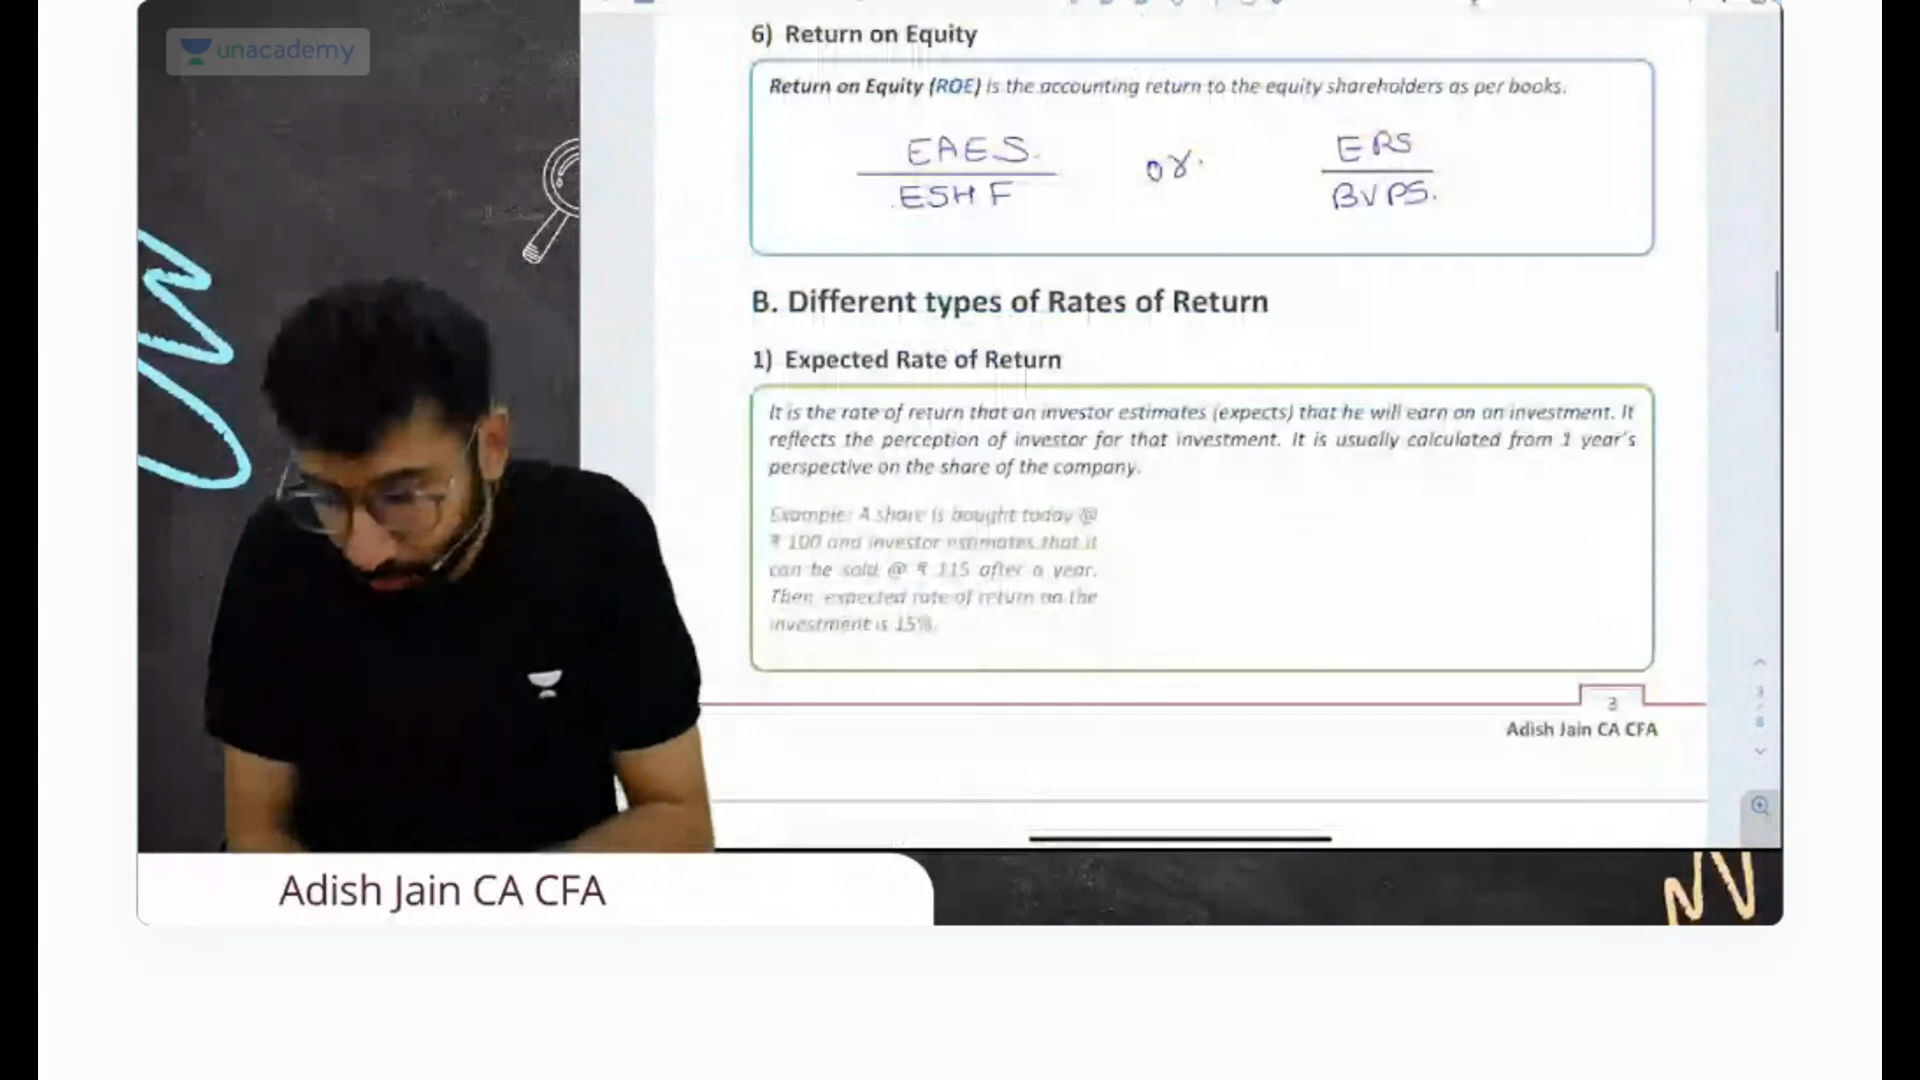 unacademy
6) Return on Equity
Return on Equity (ROE) is the accounting return to the equity shareholders as per books.
EAES. or. EPS
ESHF BVPS.
B. Different types of Rates of Return
1) Expected Rate of Return
It is the rate of return that an investor estimates (expects) that he will earn on an investment. It
reflects the perception of investor for that investment. It is usually calculated from 1 year's
perspective on the share of the company.
Example: A share is bought today @
₹ 100 and investor estimates that it
can be sold @ ₹ 115 after a year.
Then expected rate of return on the
investment is 15%.
3
Adish Jain CA CFA
3
8
Adish Jain CA CFA